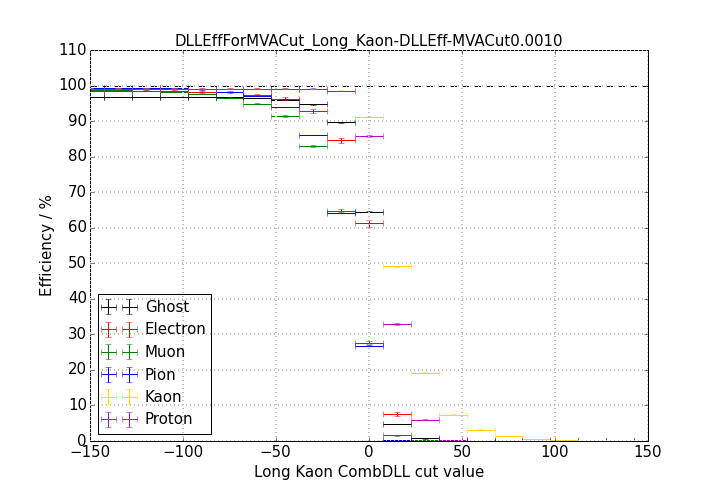 DLLEffForMVACut_Long_Kaon-DLLEff-MVACut0.0010
110
100
90
80
70
60
50
40
30
20
10
0
Efficiency / %
Ghost
Electron
Muon
Pion
Kaon
Proton
−150 −100 −50 0 50 100 150
Long Kaon CombDLL cut value